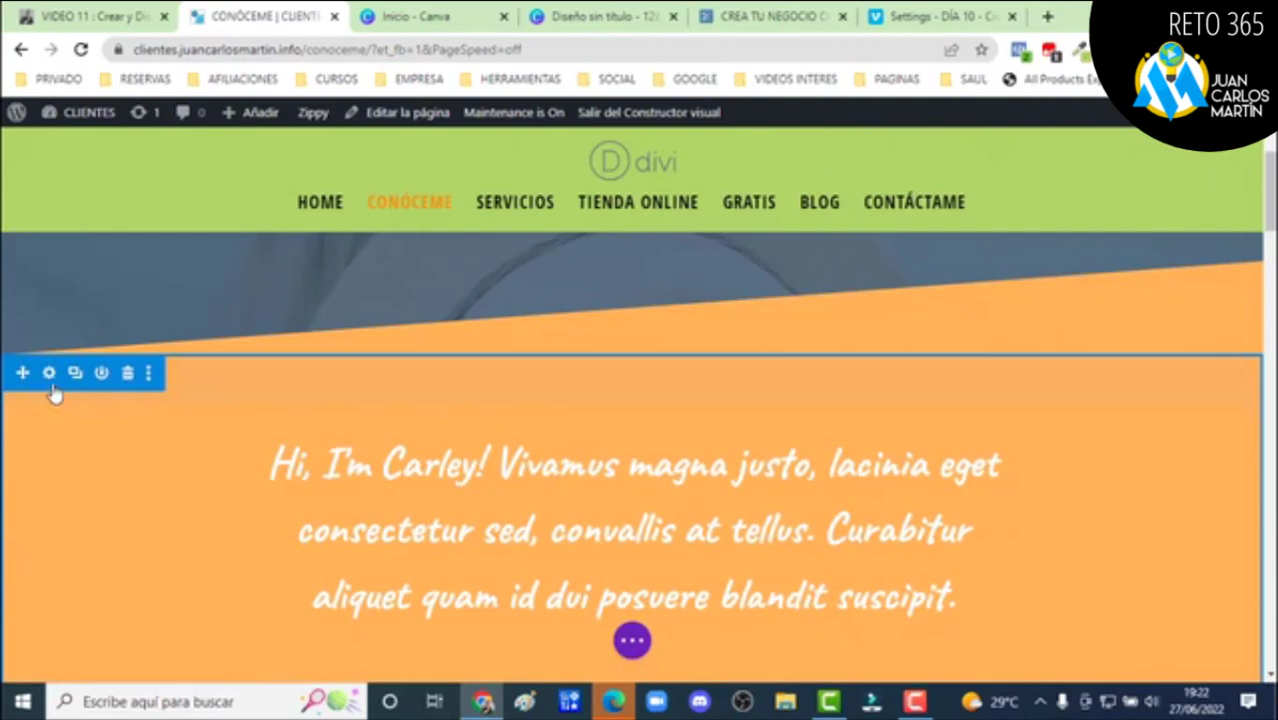 VIDEO 11 : Crear y Di
CONÓCEME | CLIENT
Inicio - Canva
Diseño sin título - 128
CREA TU NEGOCIO O
Settings - DÍA 10 - Cr
RETO 365
clientes.juancarlosmartin.info/conoceme/?et_fb=1&PageSpeed=off
JUAN
CARLOS
MARTÍN
PRIVADO
RESERVAS
AFILIACIONES
CURSOS
EMPRESA
HERRAMIENTAS
SOCIAL
GOOGLE
VIDEOS INTERES
PAGINAS
SAUL
All Products Ex
CLIENTES
1
0
Añadir
Zippy
Editar la página
Maintenance is On
Salir del Constructor visual
D divi
HOME
CONÓCEME
SERVICIOS
TIENDA ONLINE
GRATIS
BLOG
CONTÁCTAME
Hi, I'm Carley! Vivamus magna justo, lacinia eget
consectetur sed, convallis at tellus. Curabitur
aliquet quam id dui posuere blandit suscipit.
Escribe aquí para buscar
29°C
19:22
27/06/2022